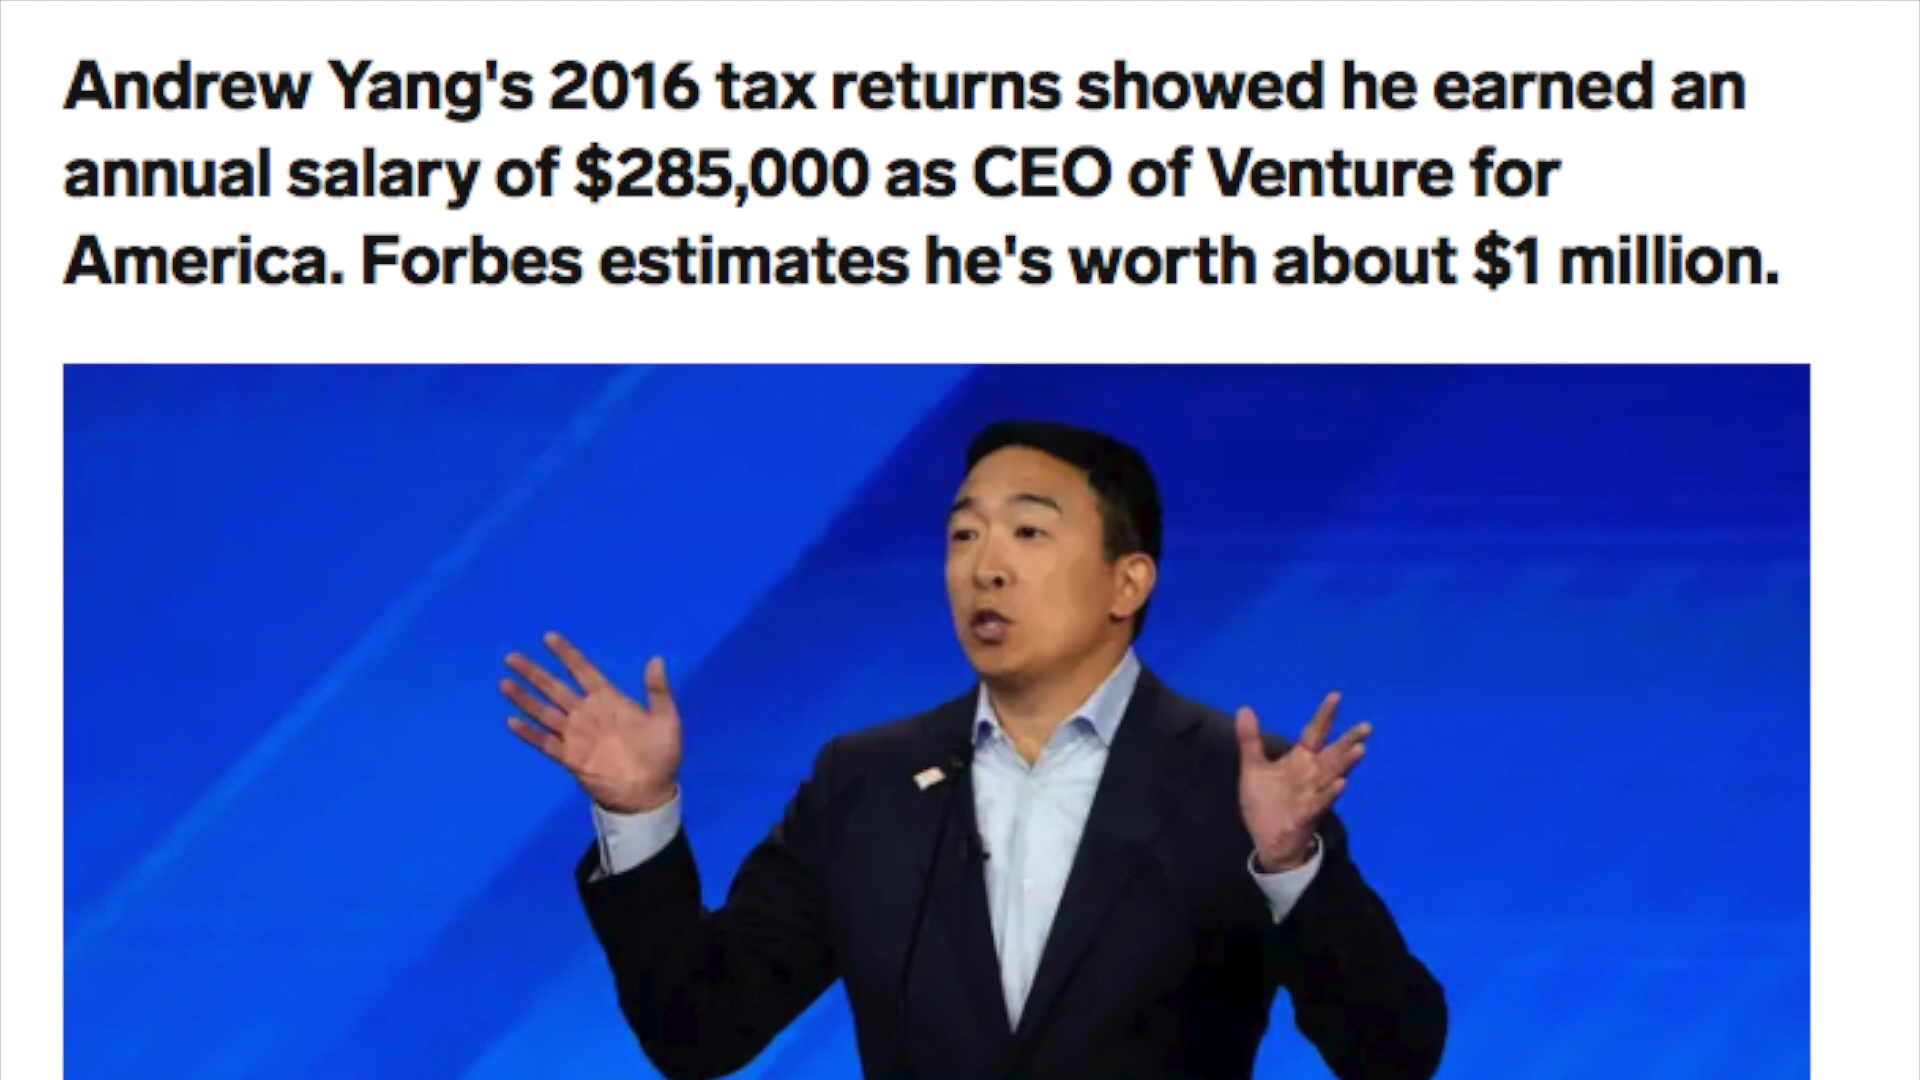 Andrew Yang's 2016 tax returns showed he earned an
annual salary of $285,000 as CEO of Venture for
America. Forbes estimates he's worth about $1 million.